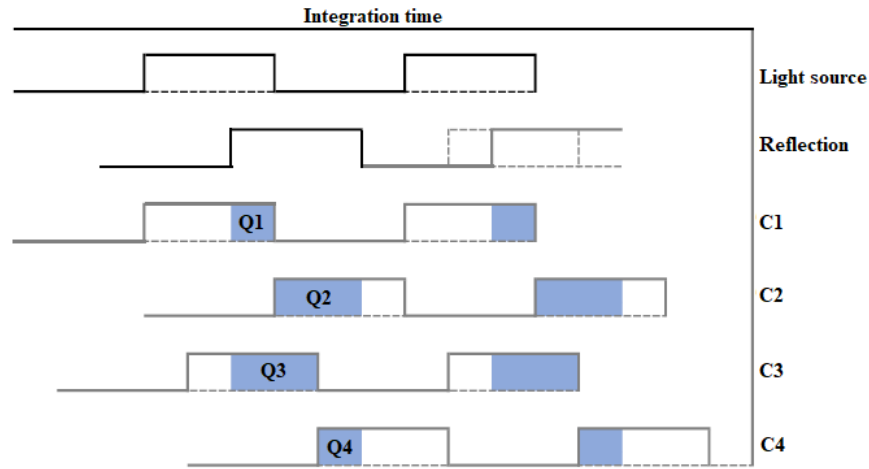 Integration time
Light source
Reflection
Q1
C1
Q2
C2
Q3
C3
Q4
C4